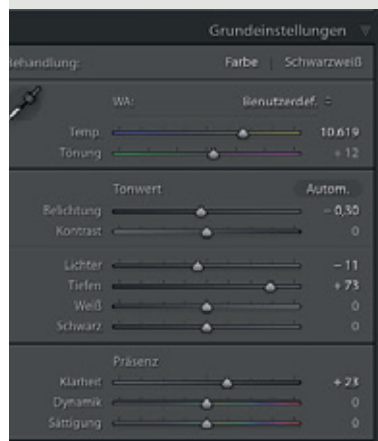 Grundeinstellungen
ehandlung: Farbe Schwarzweiß
WA: Benutzerdef.
Temp. 10.619
Tönung + 12
Tonwert Autom.
Belichtung − 0,30
Kontrast 0
Lichter − 11
Tiefen + 73
Weiß 0
Schwarz 0
Präsenz
Klarheit + 23
Dynamik 0
Sättigung 0